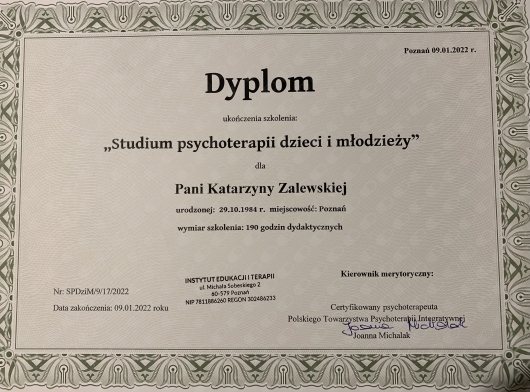 Poznań 09.01.2022 r.
Dyplom
ukończenia szkolenia:
„Studium psychoterapii dzieci i młodzieży”
dla
Pani Katarzyny Zalewskiej
urodzonej: 29.10.1984 r. miejscowość: Poznań
wymiar szkolenia: 190 godzin dydaktycznych
Nr: SPDziM/9/17/2022
Data zakończenia: 09.01.2022 roku
INSTYTUT EDUKACJI I TERAPII
ul. Michała Sobeskiego 2
60-579 Poznań
NIP 7811886260 REGON 302486233
Kierownik merytoryczny:
Certyfikowany psychoterapeuta
Polskiego Towarzystwa Psychoterapii Integratywnej
Joanna Michalak
Joanna Michalak